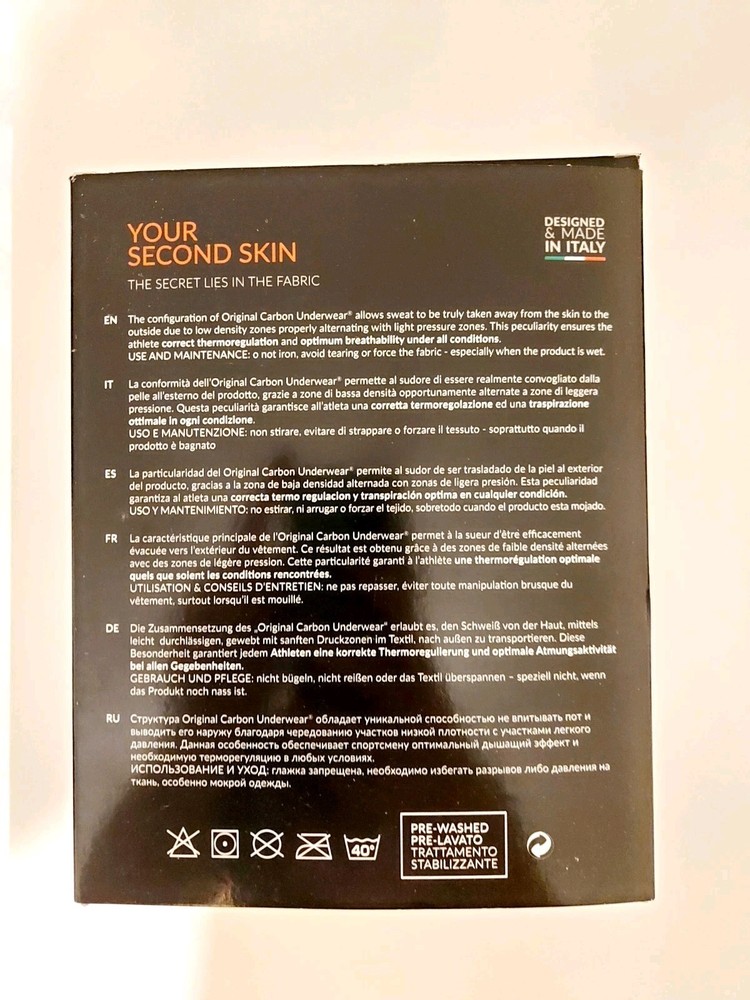 YOUR
SECOND SKIN
THE SECRET LIES IN THE FABRIC
DESIGNED
& MADE
IN ITALY
EN The configuration of Original Carbon Underwear® allows sweat to be truly taken away from the skin to the
outside due to low density zones properly alternating with light pressure zones. This peculiarity ensures the
athlete correct thermoregulation and optimum breathability under all conditions.
USE AND MAINTENANCE: o not iron, avoid tearing or force the fabric - especially when the product is wet.
IT La conformità dell'Original Carbon Underwear® permette al sudore di essere realmente convogliato dalla
pelle all'esterno del prodotto, grazie a zone di bassa densità opportunamente alternate a zone di leggera
pressione. Questa peculiarità garantisce all'atleta una corretta termoregolazione ed una traspirazione
ottimale in ogni condizione.
USO E MANUTENZIONE: non stirare, evitare di strappare o forzare il tessuto - soprattutto quando il
prodotto è bagnato
ES La particularidad del Original Carbon Underwear® permite al sudor de ser trasladado de la piel al exterior
del producto, gracias a la zona de baja densidad alternada con zonas de ligera presión. Esta peculiaridad
garantiza al atleta una correcta termo regulacion y transpiración optima en cualquier condición.
USO Y MANTENIMIENTO: no estirar, ni arrugar o forzar el tejido, sobretodo cuando el producto esta mojado.
FR La caractéristique principale de l'Original Carbon Underwear® permet à la sueur d'être efficacement
évacuée vers l'extérieur du vêtement. Ce résultat est obtenu grâce à des zones de faible densité alternées
avec des zones de légère pression. Cette particularité garanti à l'athlète une thermorégulation optimale
quels que soient les conditions rencontrées.
UTILISATION & CONSEILS D'ENTRETIEN: ne pas repasser, éviter toute manipulation brusque du
vêtement, surtout lorsqu'il est mouillé.
DE Die Zusammensetzung des „Original Carbon Underwear" erlaubt es, den Schweiß von der Haut, mittels
leicht durchlässigen, gewebt mit sanften Druckzonen im Textil, nach außen zu transportieren. Diese
Besonderheit garantiert jedem Athleten eine korrekte Thermoregulierung und optimale Atmungsaktivität
bei allen Gegebenheiten.
GEBRAUCH UND PFLEGE: nicht bügeln, nicht reißen oder das Textil überspannen – speziell nicht, wenn
das Produkt noch nass ist.
RU Структура Original Carbon Underwear® обладает уникальной способностью не впитывать пот и
выводить его наружу благодаря чередованию участков низкой плотности с участками легкого
давления. Данная особенность обеспечивает спортсмену оптимальный дышащий эффект и
необходимую терморегуляцию в любых условиях.
ИСПОЛЬЗОВАНИЕ И УХОД: глажка запрещена, необходимо избегать разрывов либо давления на
ткань, особенно мокрой одежды.
40°
PRE-WASHED
PRE-LAVATO
TRATTAMENTO
STABILIZZANTE